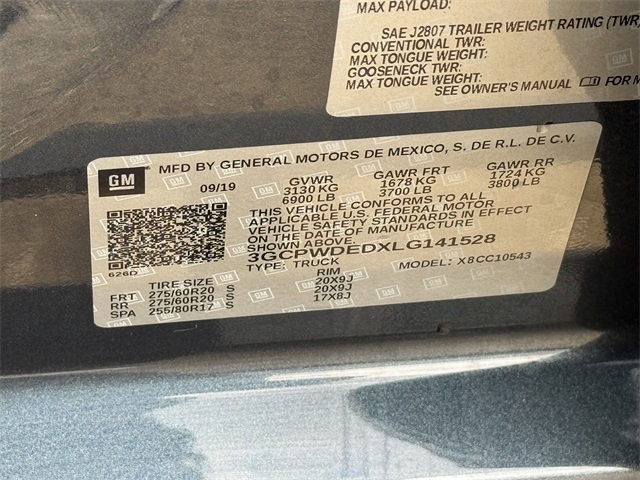 MAX PAYLOAD:
SAE J2807 TRAILER WEIGHT RATING (TWR)
CONVENTIONAL TWR:
MAX TONGUE WEIGHT:
GOOSENECK TWR:
MAX TONGUE WEIGHT:
SEE OWNER'S MANUAL FOR M
MFD BY GENERAL MOTORS DE MEXICO, S. DE R.L. DE C.V.
GM
09/19
GVWR GAWR FRT GAWR RR
3130 KG 1678 KG 1724 KG
6900 LB 3700 LB 3800 LB
THIS VEHICLE CONFORMS TO ALL
APPLICABLE U.S. FEDERAL MOTOR
VEHICLE SAFETY STANDARDS IN EFFECT
ON THE DATE OF MANUFACTURE
SHOWN ABOVE.
3GCPWDEDXLG141528
TYPE: TRUCK MODEL: X8CC10543
626D
TIRE SIZE RIM
FRT 275/60R20 S 20X9J
RR 275/60R20 S 20X9J
SPA 255/80R17 S 17X8J